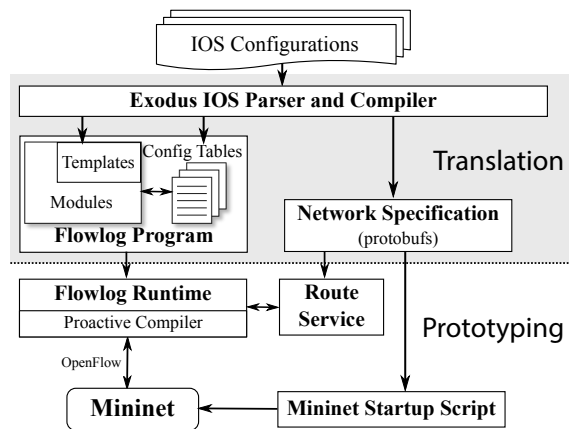 IOS Configurations
Exodus IOS Parser and Compiler
Templates
Config Tables
Modules
Flowlog Program
Translation
Network Specification
(protobufs)
Flowlog Runtime
Proactive Compiler
Route
Service
Prototyping
OpenFlow
Mininet
Mininet Startup Script